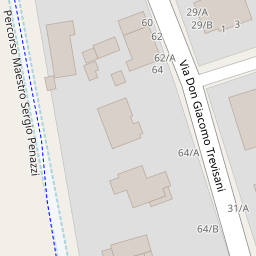 29/A
60
3
29/B
1
62
62/A
64
Via Don Giacomo Trevisani
Percorso Maestro Sergio Penazzi
64/A
31/A
64/B